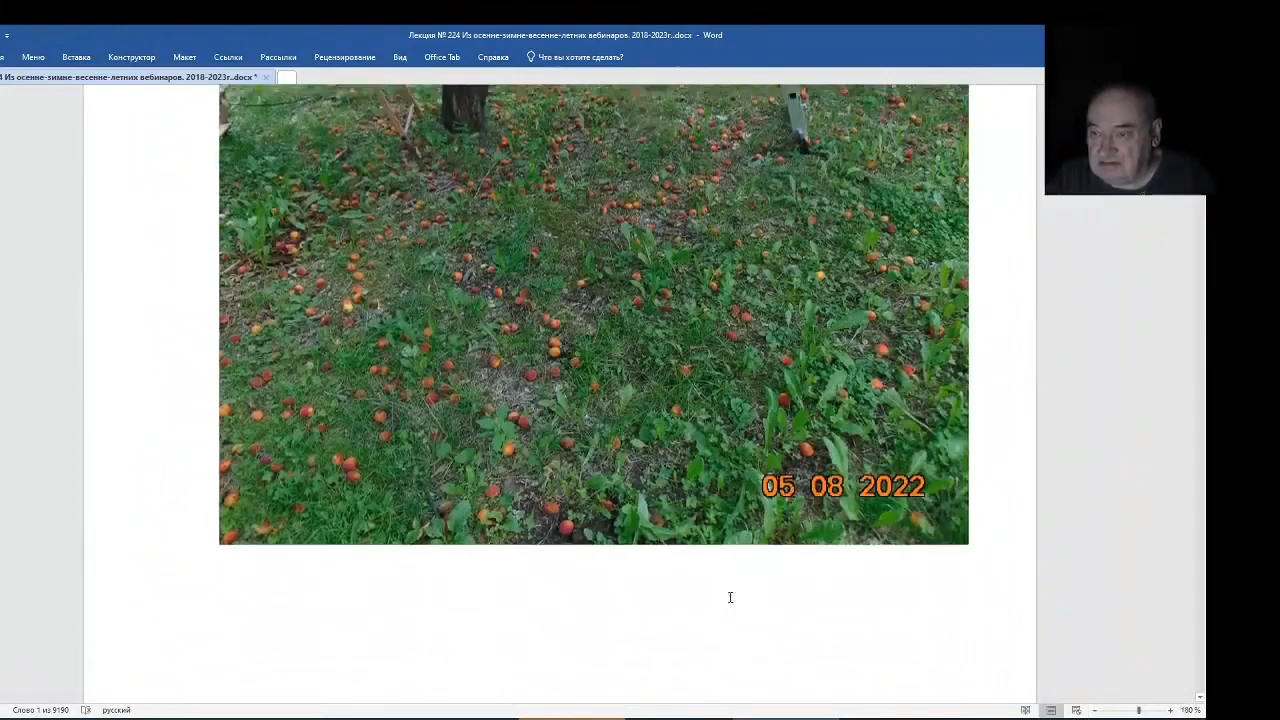 Лекция № 224 Из осенне-зимне-весенне-летних вебинаров. 2018-2023г..docx - Word
я Меню Вставка Конструктор Макет Ссылки Рассылки Рецензирование Вид Office Tab Справка Что вы хотите сделать?
4 Из осенне-зимне-весенне-летних вебинаров. 2018-2023г..docx *
05 08 2022
Слово 1 из 9190 русский 180 %